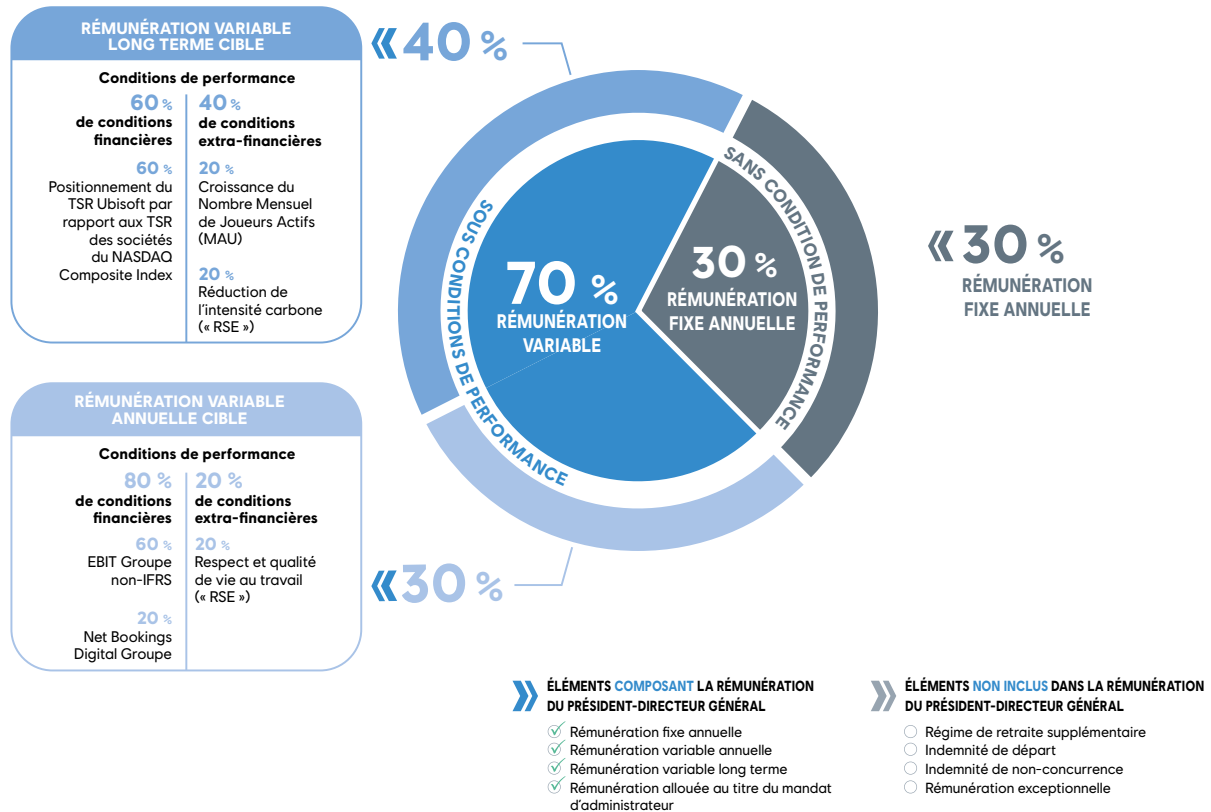 RÉMUNÉRATION VARIABLE
LONG TERME CIBLE
Conditions de performance
60 %
de conditions
financières
60 %
Positionnement du
TSR Ubisoft par
rapport aux TSR
des sociétés
du NASDAQ
Composite Index
40 %
de conditions
extra-financières
20 %
Croissance du
Nombre Mensuel
de Joueurs Actifs
(MAU)
20 %
Réduction de
l'intensité carbone
(« RSE »)
40 %
RÉMUNÉRATION VARIABLE
ANNUELLE CIBLE
Conditions de performance
80 %
de conditions
financières
60 %
EBIT Groupe
non-IFRS
20 %
Net Bookings
Digital Groupe
20 %
de conditions
extra-financières
20 %
Respect et qualité
de vie au travail
(« RSE »)
30 %
SOUS CONDITIONS DE PERFORMANCE
70 %
RÉMUNÉRATION
VARIABLE
SANS CONDITION DE PERFORMANCE
30 %
RÉMUNÉRATION
FIXE ANNUELLE
30 %
RÉMUNÉRATION
FIXE ANNUELLE
ÉLÉMENTS COMPOSANT LA RÉMUNÉRATION
DU PRÉSIDENT-DIRECTEUR GÉNÉRAL
Rémunération fixe annuelle
Rémunération variable annuelle
Rémunération variable long terme
Rémunération allouée au titre du mandat
d'administrateur
ÉLÉMENTS NON INCLUS DANS LA RÉMUNÉRATION
DU PRÉSIDENT-DIRECTEUR GÉNÉRAL
Régime de retraite supplémentaire
Indemnité de départ
Indemnité de non-concurrence
Rémunération exceptionnelle